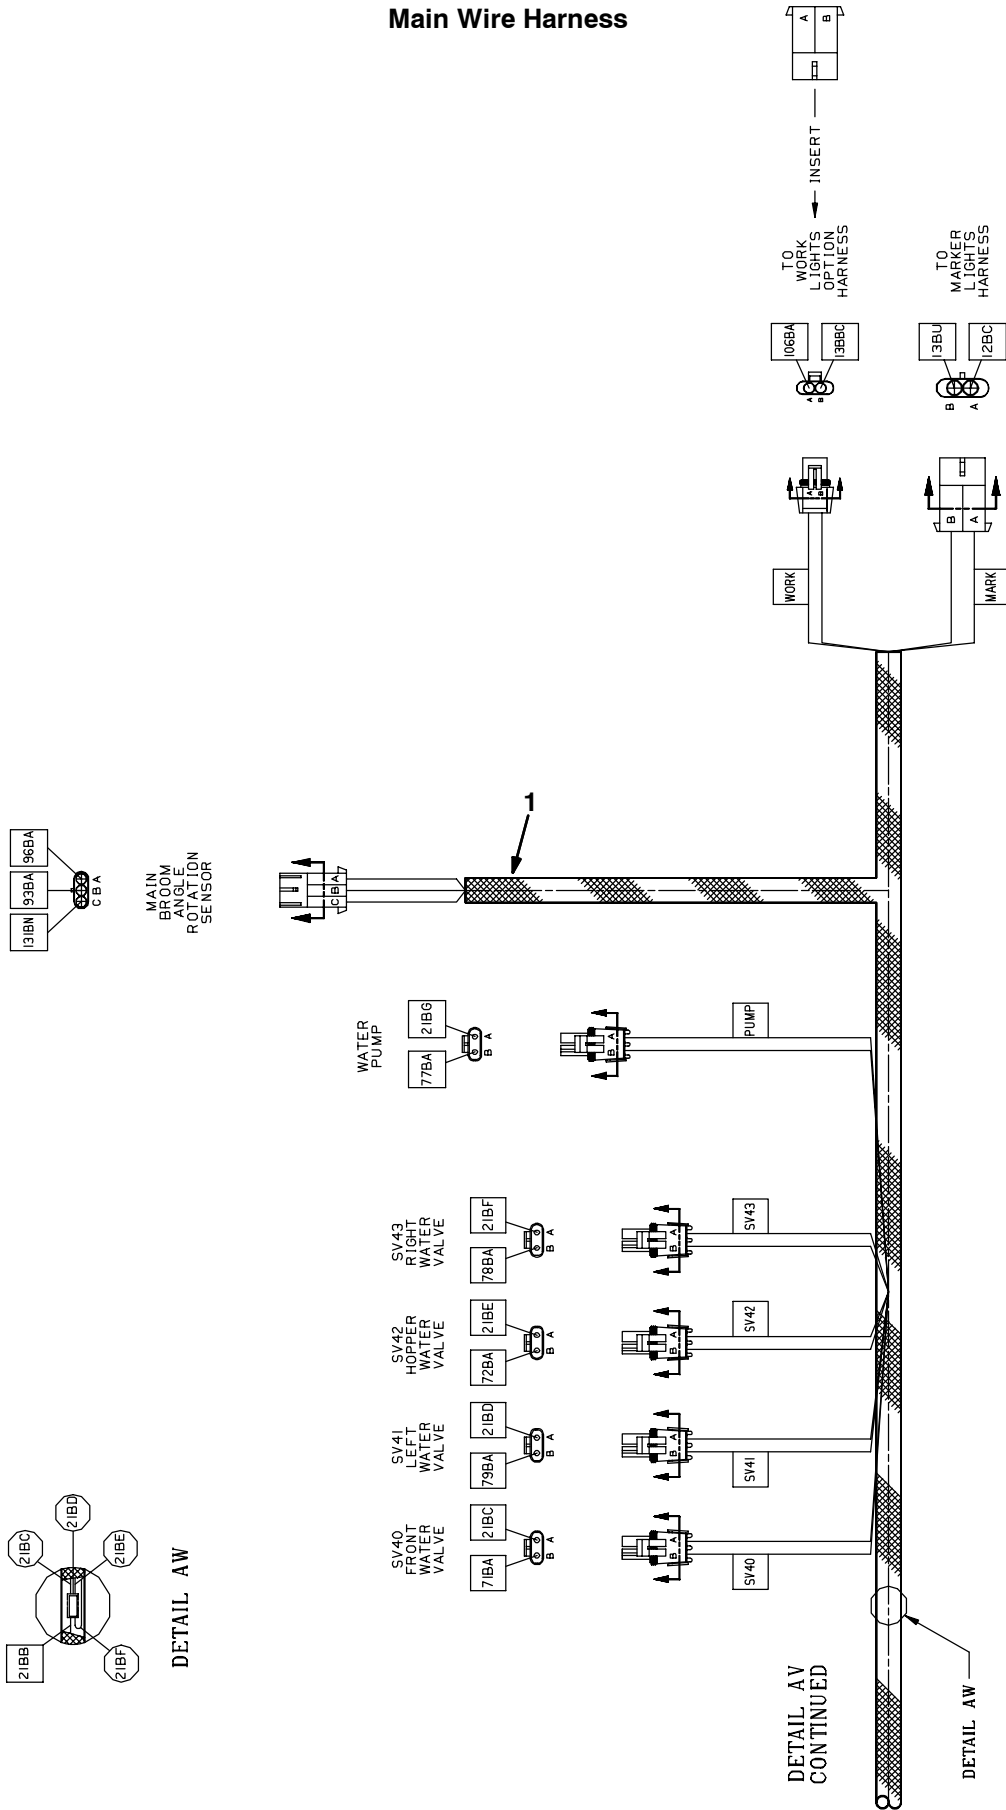 Main Wire Harness
A
B
INSERT
TO
WORK
LIGHTS
OPTION
HARNESS
TO
MARKER
LIGHTS
HARNESS
106BA
13BBC
A
B
13BU
12BC
B
A
A
B
B
A
WORK
MARK
1
96BA
93BA
131BN
C B A
MAIN
BROOM
ANGLE
ROTATION
SENSOR
C B A
WATER
PUMP
21BG
77BA
B A
B A
PUMP
SV43
RIGHT
WATER
VALVE
21BF
78BA
B A
B A
SV43
SV42
HOPPER
WATER
VALVE
21BE
72BA
B A
B A
SV42
SV41
LEFT
WATER
VALVE
21BD
79BA
B A
B A
SV41
SV40
FRONT
WATER
VALVE
21BC
71BA
B A
B A
SV40
21BC
21BD
21BE
21BB
21BF
DETAIL AW
DETAIL AV
CONTINUED
DETAIL AW